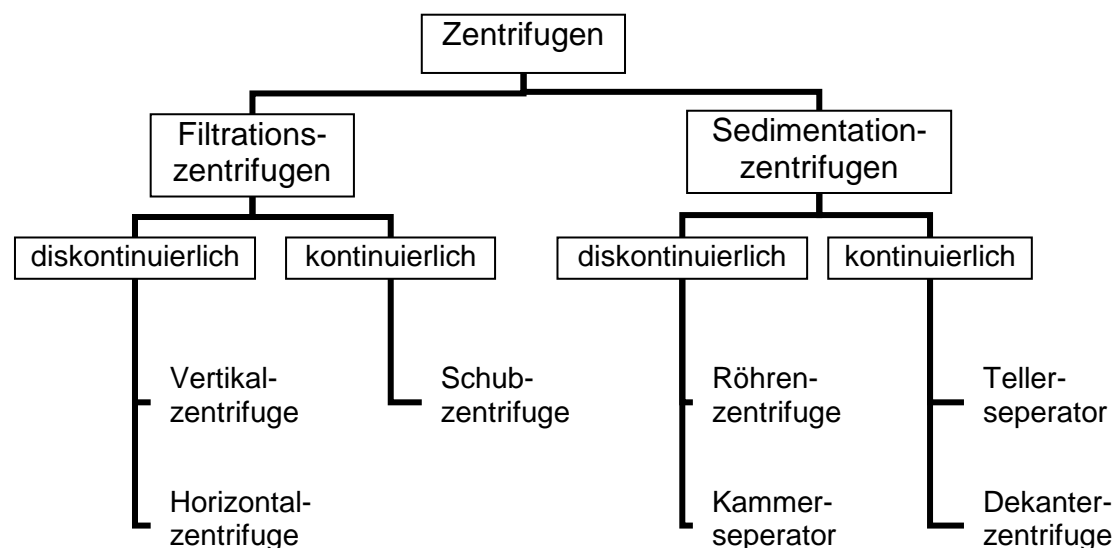 Zentrifugen
Filtrations-
zentrifugen
Sedimentation-
zentrifugen
diskontinuierlich
kontinuierlich
diskontinuierlich
kontinuierlich
Vertikal-
zentrifuge
Schub-
zentrifuge
Röhren-
zentrifuge
Teller-
seperator
Horizontal-
zentrifuge
Kammer-
seperator
Dekanter-
zentrifuge